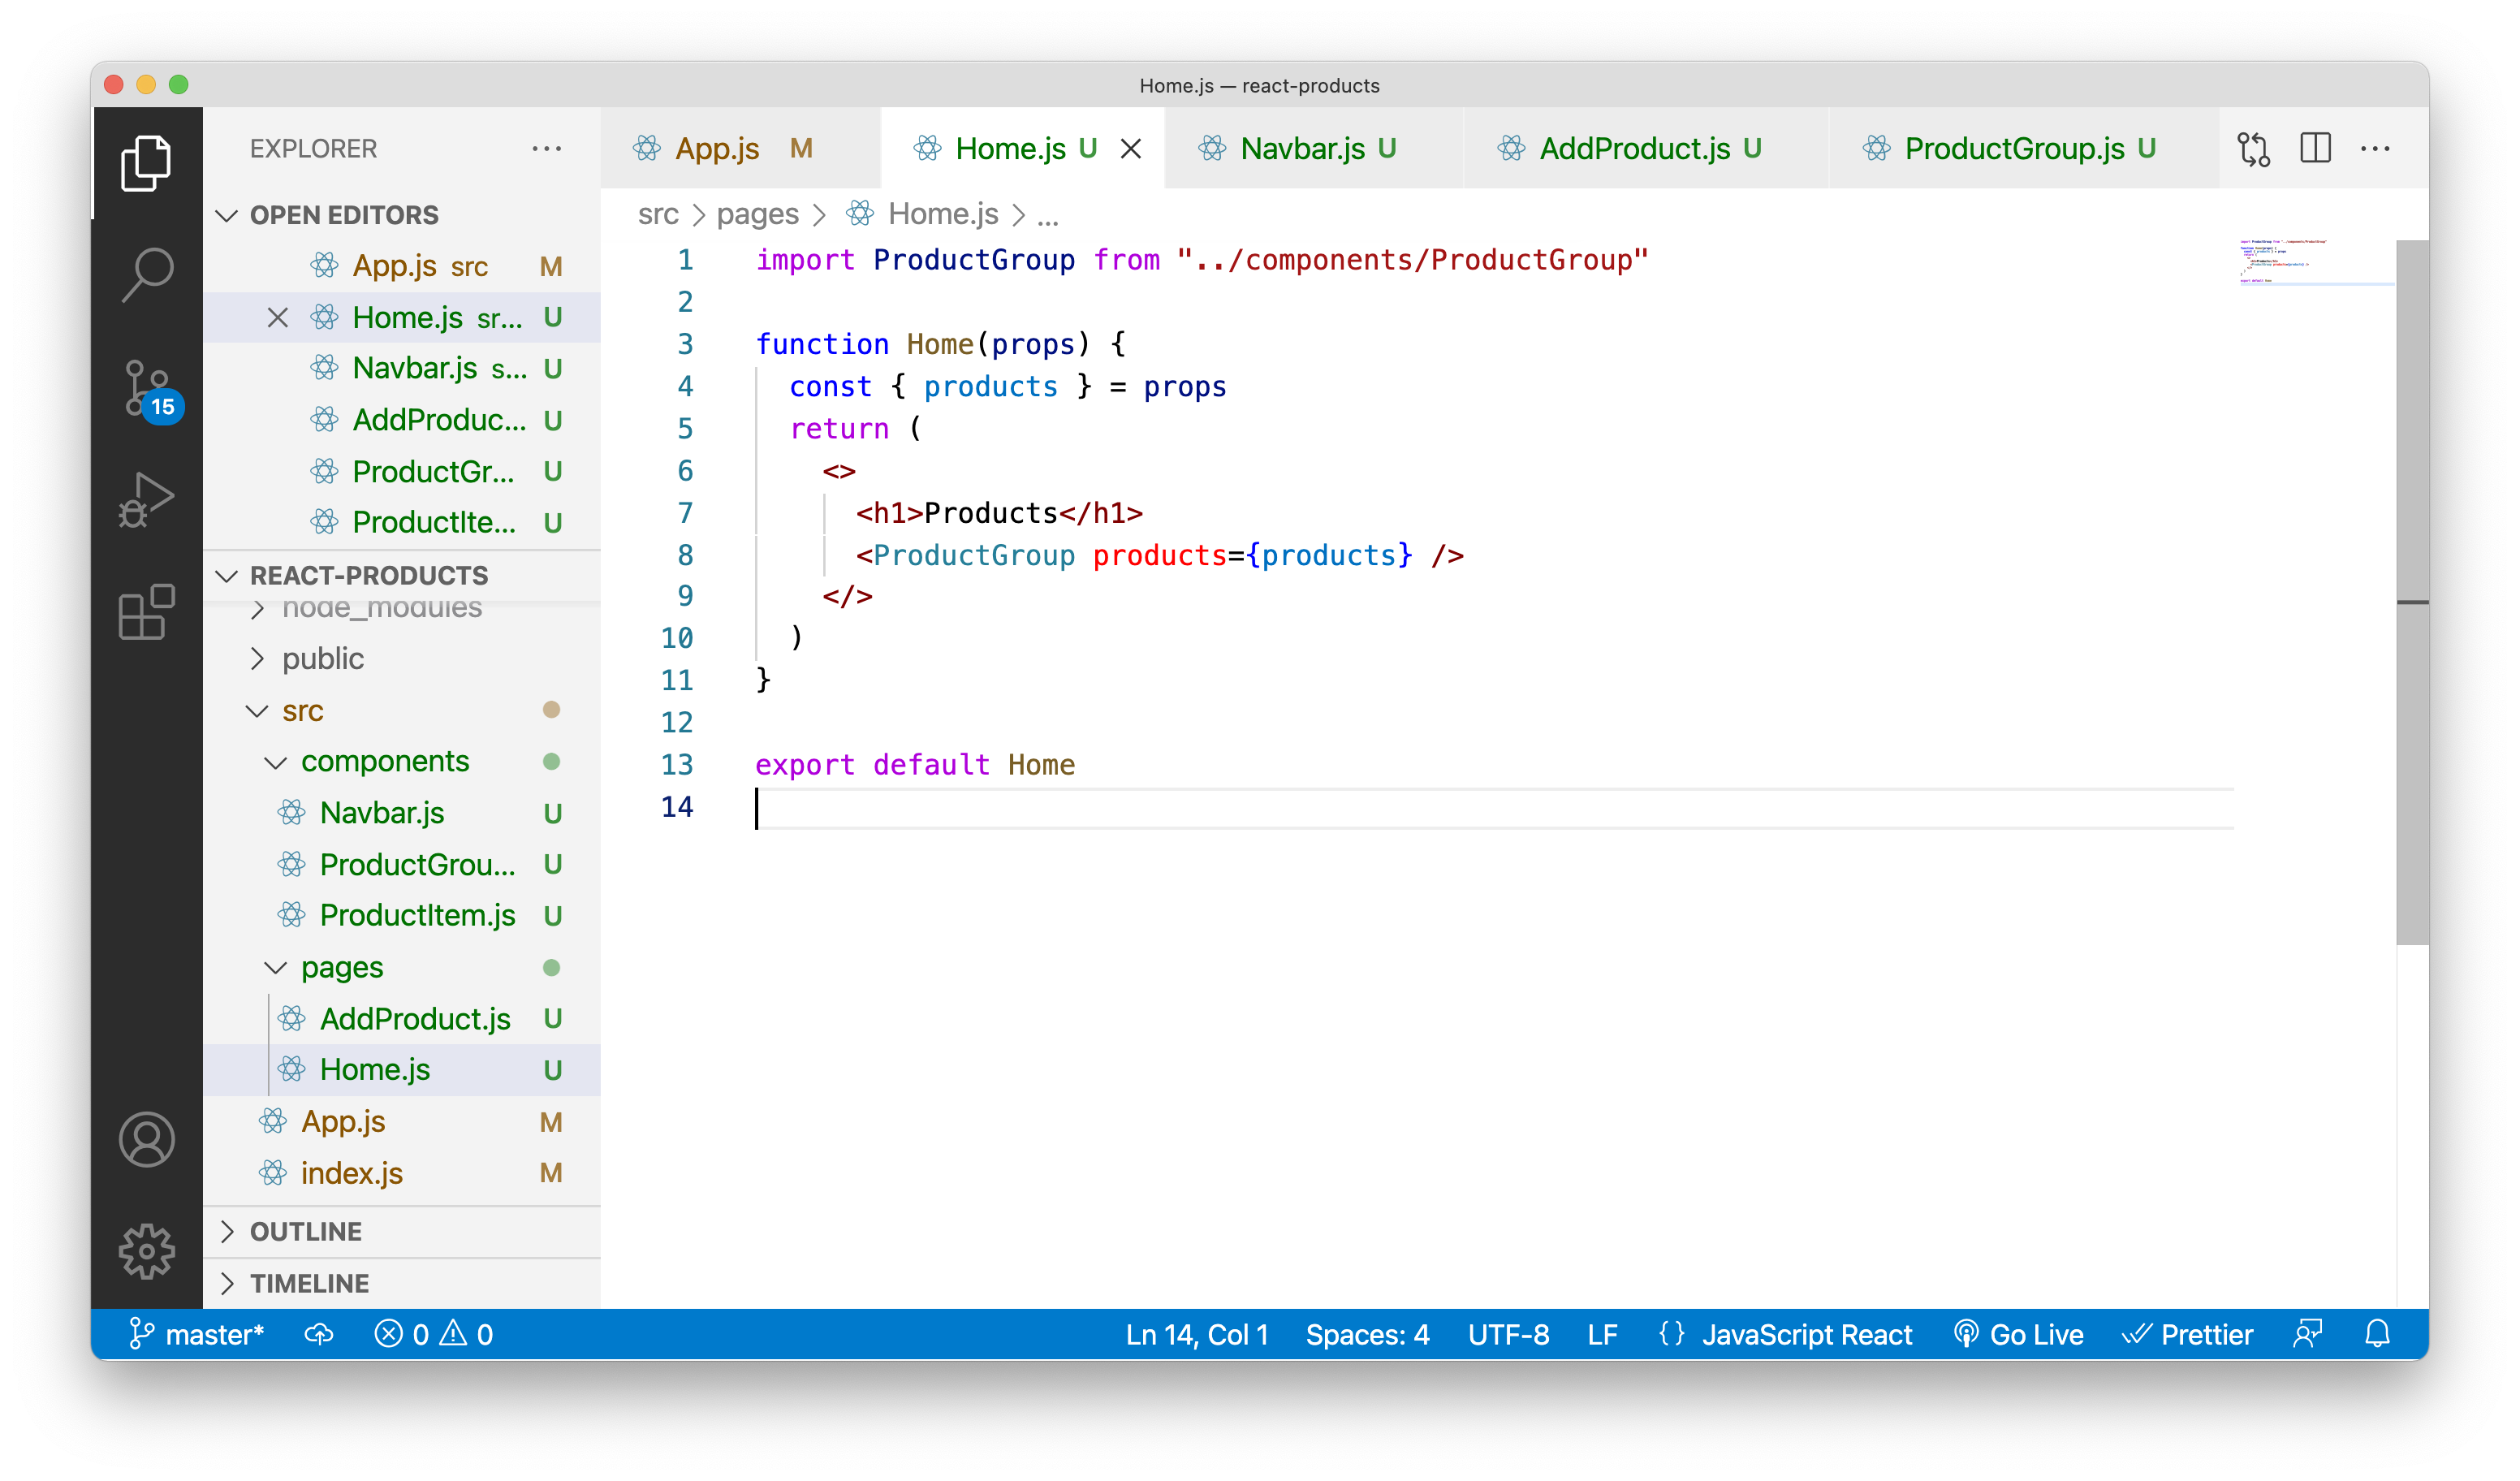 Home.js — react-products
EXPLORER
OPEN EDITORS
App.js src M
Home.js sr... U
Navbar.js s... U
AddProduc... U
ProductGr... U
ProductIte... U
REACT-PRODUCTS
node_modules
public
src
components
Navbar.js U
ProductGrou... U
ProductItem.js U
pages
AddProduct.js U
Home.js U
App.js M
index.js M
OUTLINE
TIMELINE
15
App.js M
Home.js U
Navbar.js U
AddProduct.js U
ProductGroup.js U
src > pages > Home.js > ...
1 import ProductGroup from "../components/ProductGroup"
2
3 function Home(props) {
4 const { products } = props
5 return (
6 <>
7 <h1>Products</h1>
8 <ProductGroup products={products} />
9 </>
10 )
11 }
12
13 export default Home
14
master* 0 0 Ln 14, Col 1 Spaces: 4 UTF-8 LF {} JavaScript React Go Live Prettier